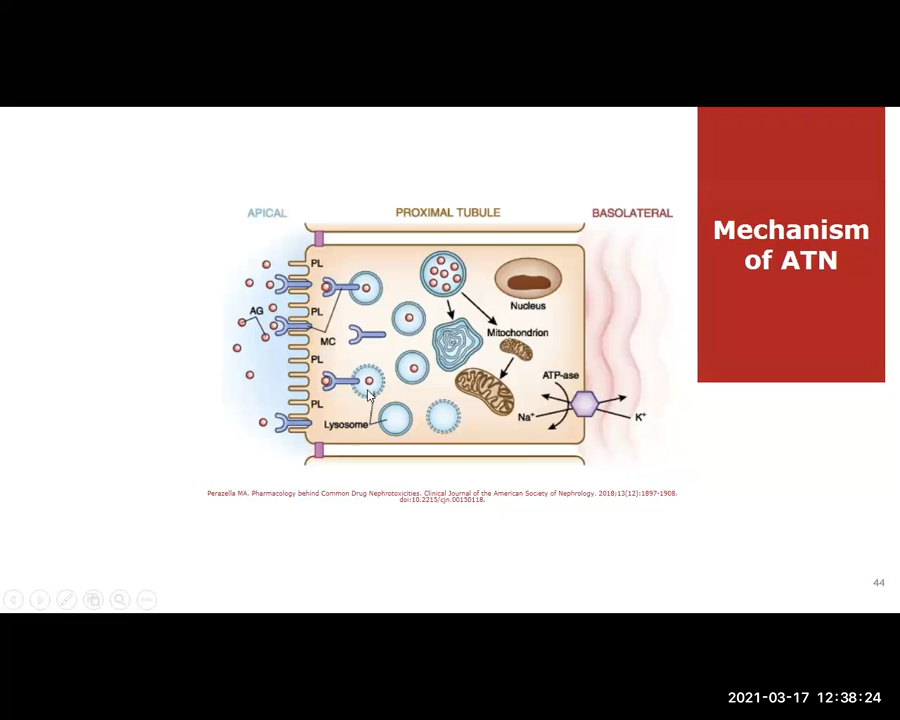 Mechanism
of ATN
APICAL
PROXIMAL TUBULE
BASOLATERAL
PL
PL
AG
MC
PL
PL
Nucleus
Mitochondrion
ATP-ase
Na+
K+
Lysosome
Perazella MA. Pharmacology behind Common Drug Nephrotoxicities. Clinical Journal of the American Society of Nephrology. 2018;13(12):1897-1908.
doi:10.2215/cjn.00150118.
44
2021-03-17 12:38:24